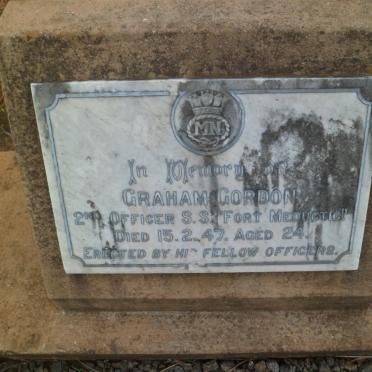 MN
In Memory of
GRAHAM GORDON
2ND OFFICER S.S. "FORT MEDUCTIC"
DIED 15.2.47. AGED 24.
ERECTED BY HIS FELLOW OFFICERS.